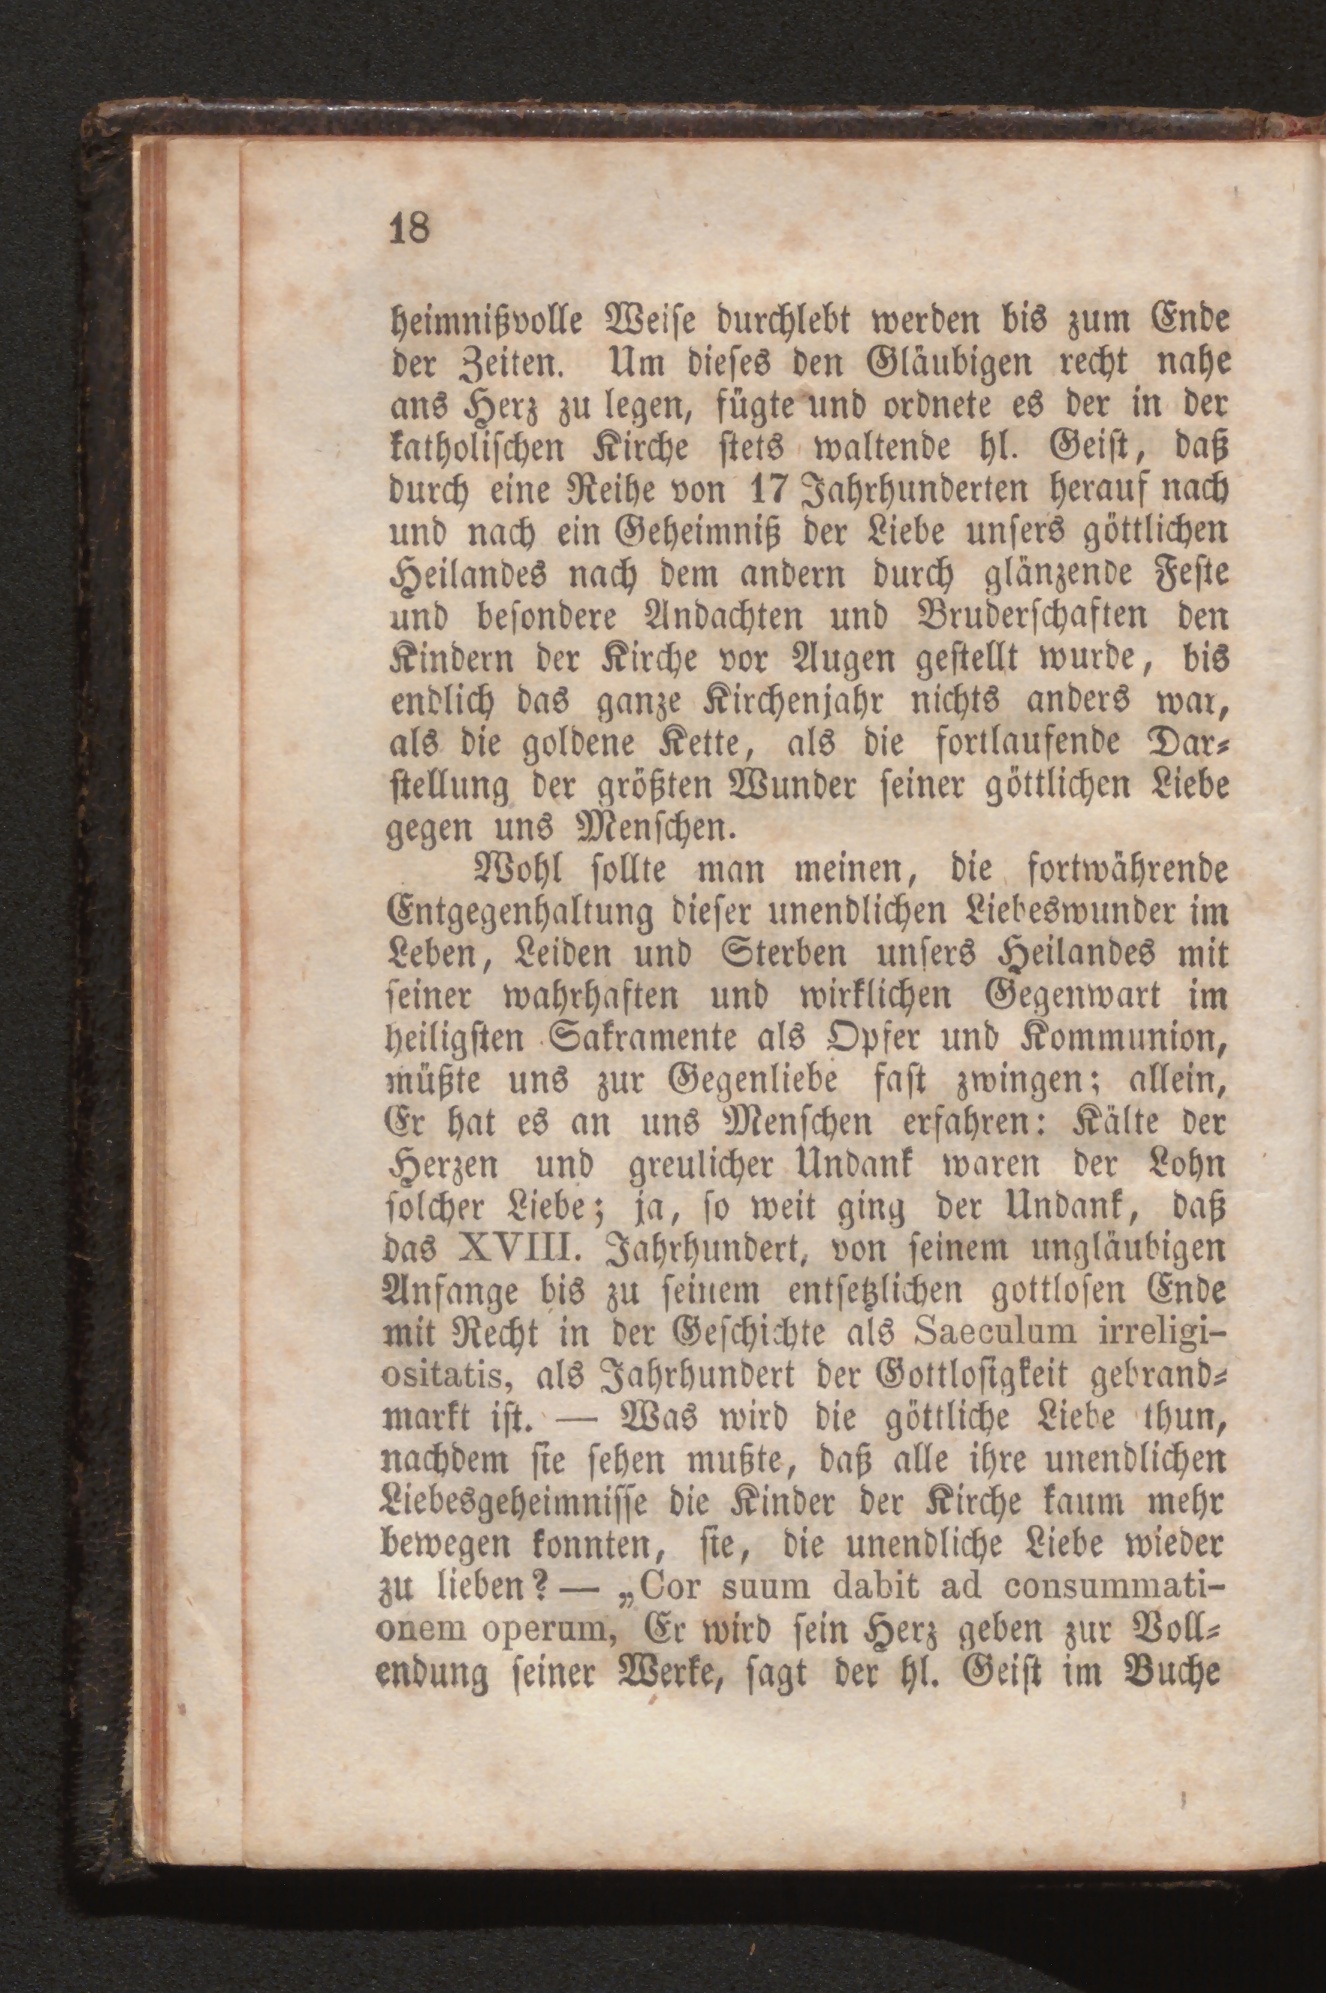 18
heimnißvolle Weise durchlebt werden bis zum Ende
der Zeiten. Um dieses den Gläubigen recht nahe
ans Herz zu legen, fügte und ordnete es der in der
katholischen Kirche stets waltende hl. Geist, daß
durch eine Reihe von 17 Jahrhunderten herauf nach
und nach ein Geheimniß der Liebe unsers göttlichen
Heilandes nach dem andern durch glänzende Feste
und besondere Andachten und Bruderschaften den
Kindern der Kirche vor Augen gestellt wurde, bis
endlich das ganze Kirchenjahr nichts anders war,
als die goldene Kette, als die fortlaufende Dar-
stellung der größten Wunder seiner göttlichen Liebe
gegen uns Menschen.
Wohl sollte man meinen, die fortwährende
Entgegenhaltung dieser unendlichen Liebeswunder im
Leben, Leiden und Sterben unsers Heilandes mit
seiner wahrhaften und wirklichen Gegenwart im
heiligsten Sakramente als Opfer und Kommunion,
müßte uns zur Gegenliebe fast zwingen; allein,
Er hat es an uns Menschen erfahren: Kälte der
Herzen und greulicher Undank waren der Lohn
solcher Liebe; ja, so weit ging der Undank, daß
das XVIII. Jahrhundert, von seinem ungläubigen
Anfange bis zu seinem entsetzlichen gottlosen Ende
mit Recht in der Geschichte als Saeculum irreligi-
ositatis, als Jahrhundert der Gottlosigkeit gebrand-
markt ist. — Was wird die göttliche Liebe thun,
nachdem sie sehen mußte, daß alle ihre unendlichen
Liebesgeheimnisse die Kinder der Kirche kaum mehr
bewegen konnten, sie, die unendliche Liebe wieder
zu lieben? — „Cor suum dabit ad consummati-
onem operum, Er wird sein Herz geben zur Voll-
endung seiner Werke, sagt der hl. Geist im Buche